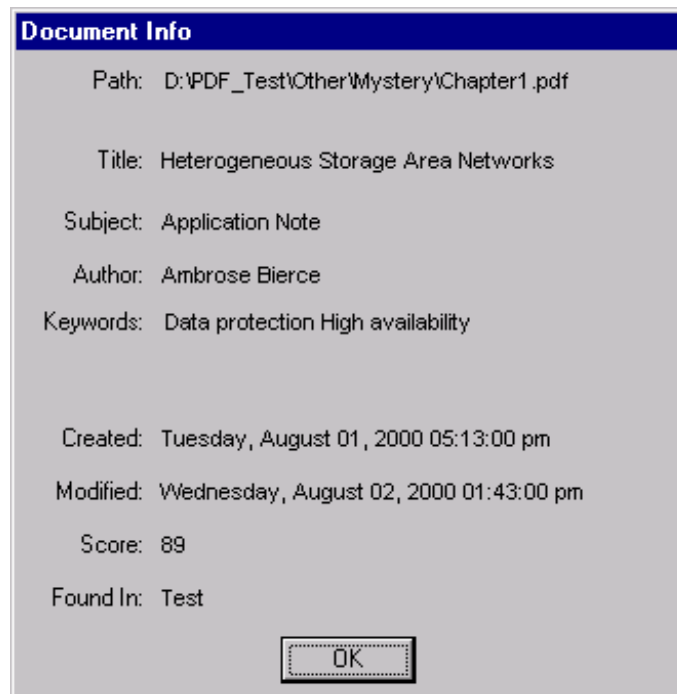 Document Info
Path: D:\PDF_Test\Other\Mystery\Chapter1.pdf
Title: Heterogeneous Storage Area Networks
Subject: Application Note
Author: Ambrose Bierce
Keywords: Data protection High availability
Created: Tuesday, August 01, 2000 05:13:00 pm
Modified: Wednesday, August 02, 2000 01:43:00 pm
Score: 89
Found In: Test
OK